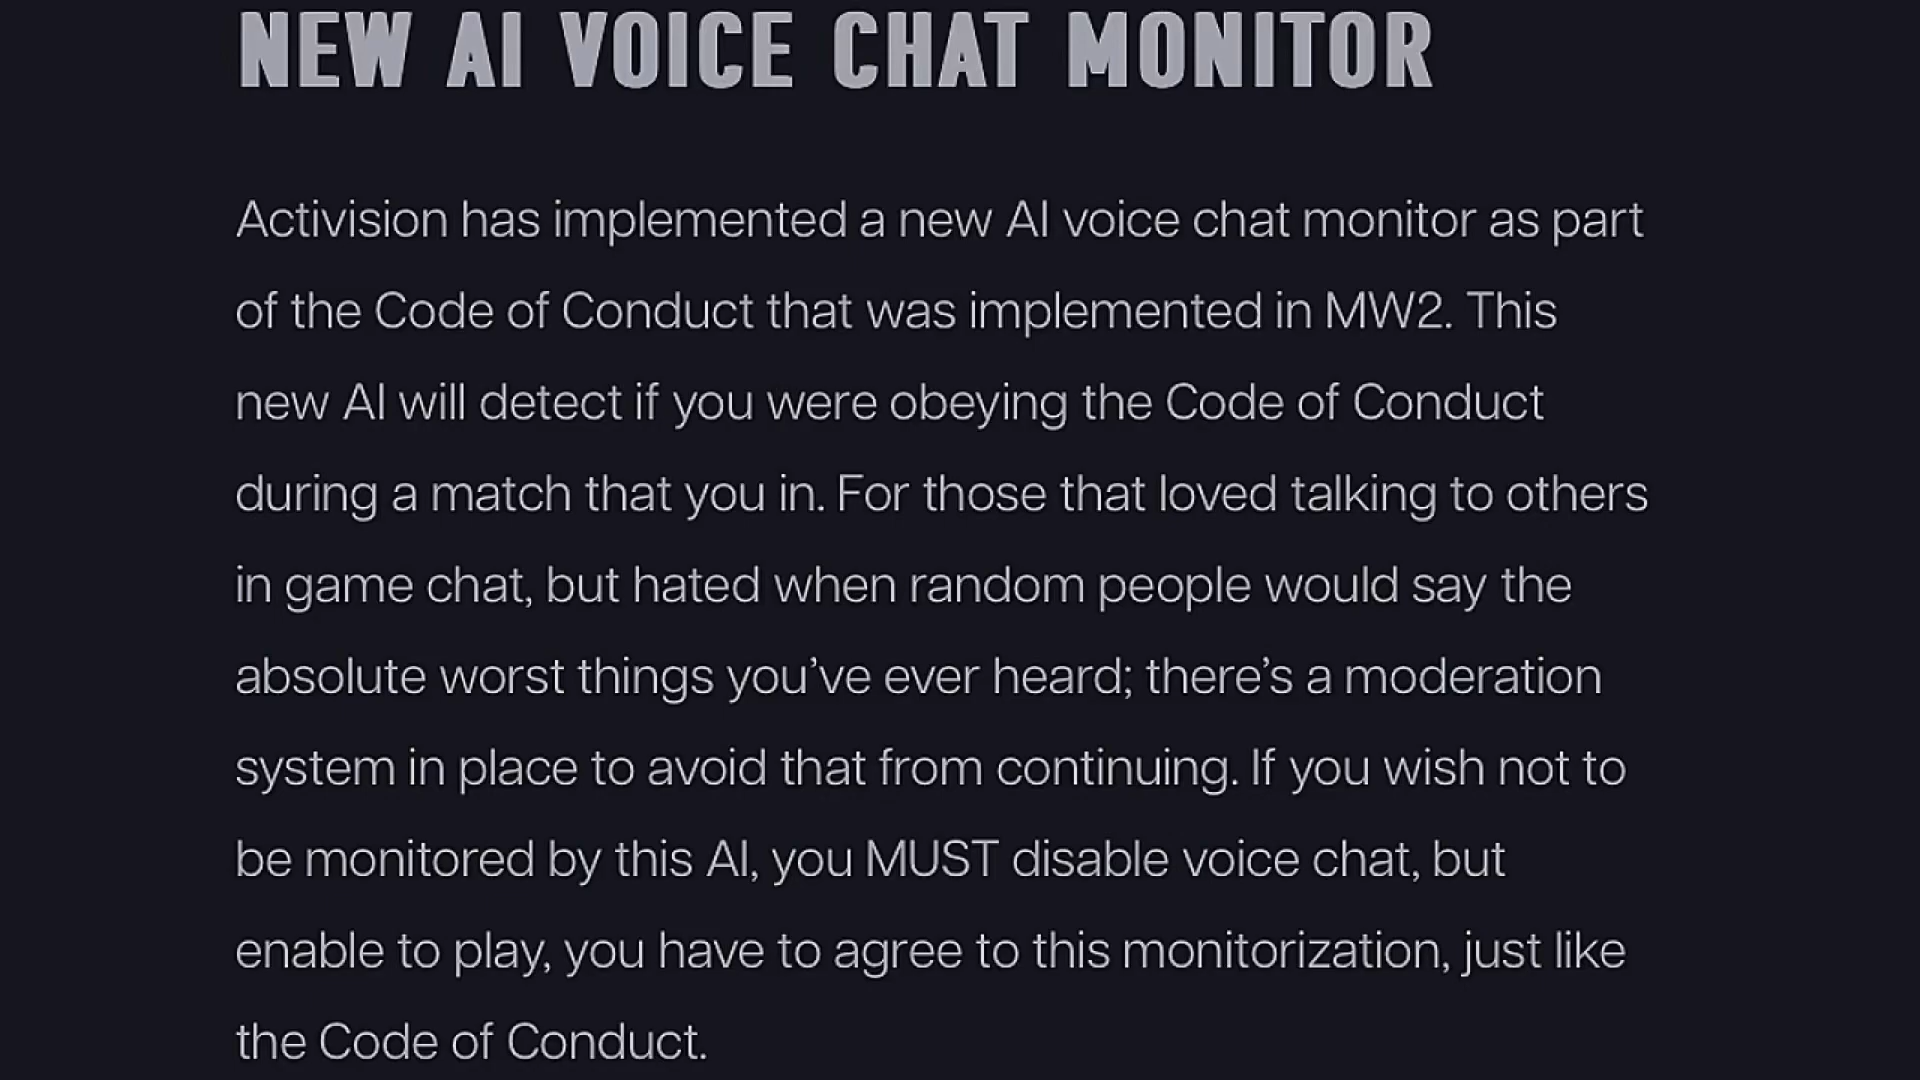 NEW AI VOICE CHAT MONITOR
Activision has implemented a new AI voice chat monitor as part
of the Code of Conduct that was implemented in MW2. This
new AI will detect if you were obeying the Code of Conduct
during a match that you in. For those that loved talking to others
in game chat, but hated when random people would say the
absolute worst things you’ve ever heard; there’s a moderation
system in place to avoid that from continuing. If you wish not to
be monitored by this AI, you MUST disable voice chat, but
enable to play, you have to agree to this monitorization, just like
the Code of Conduct.